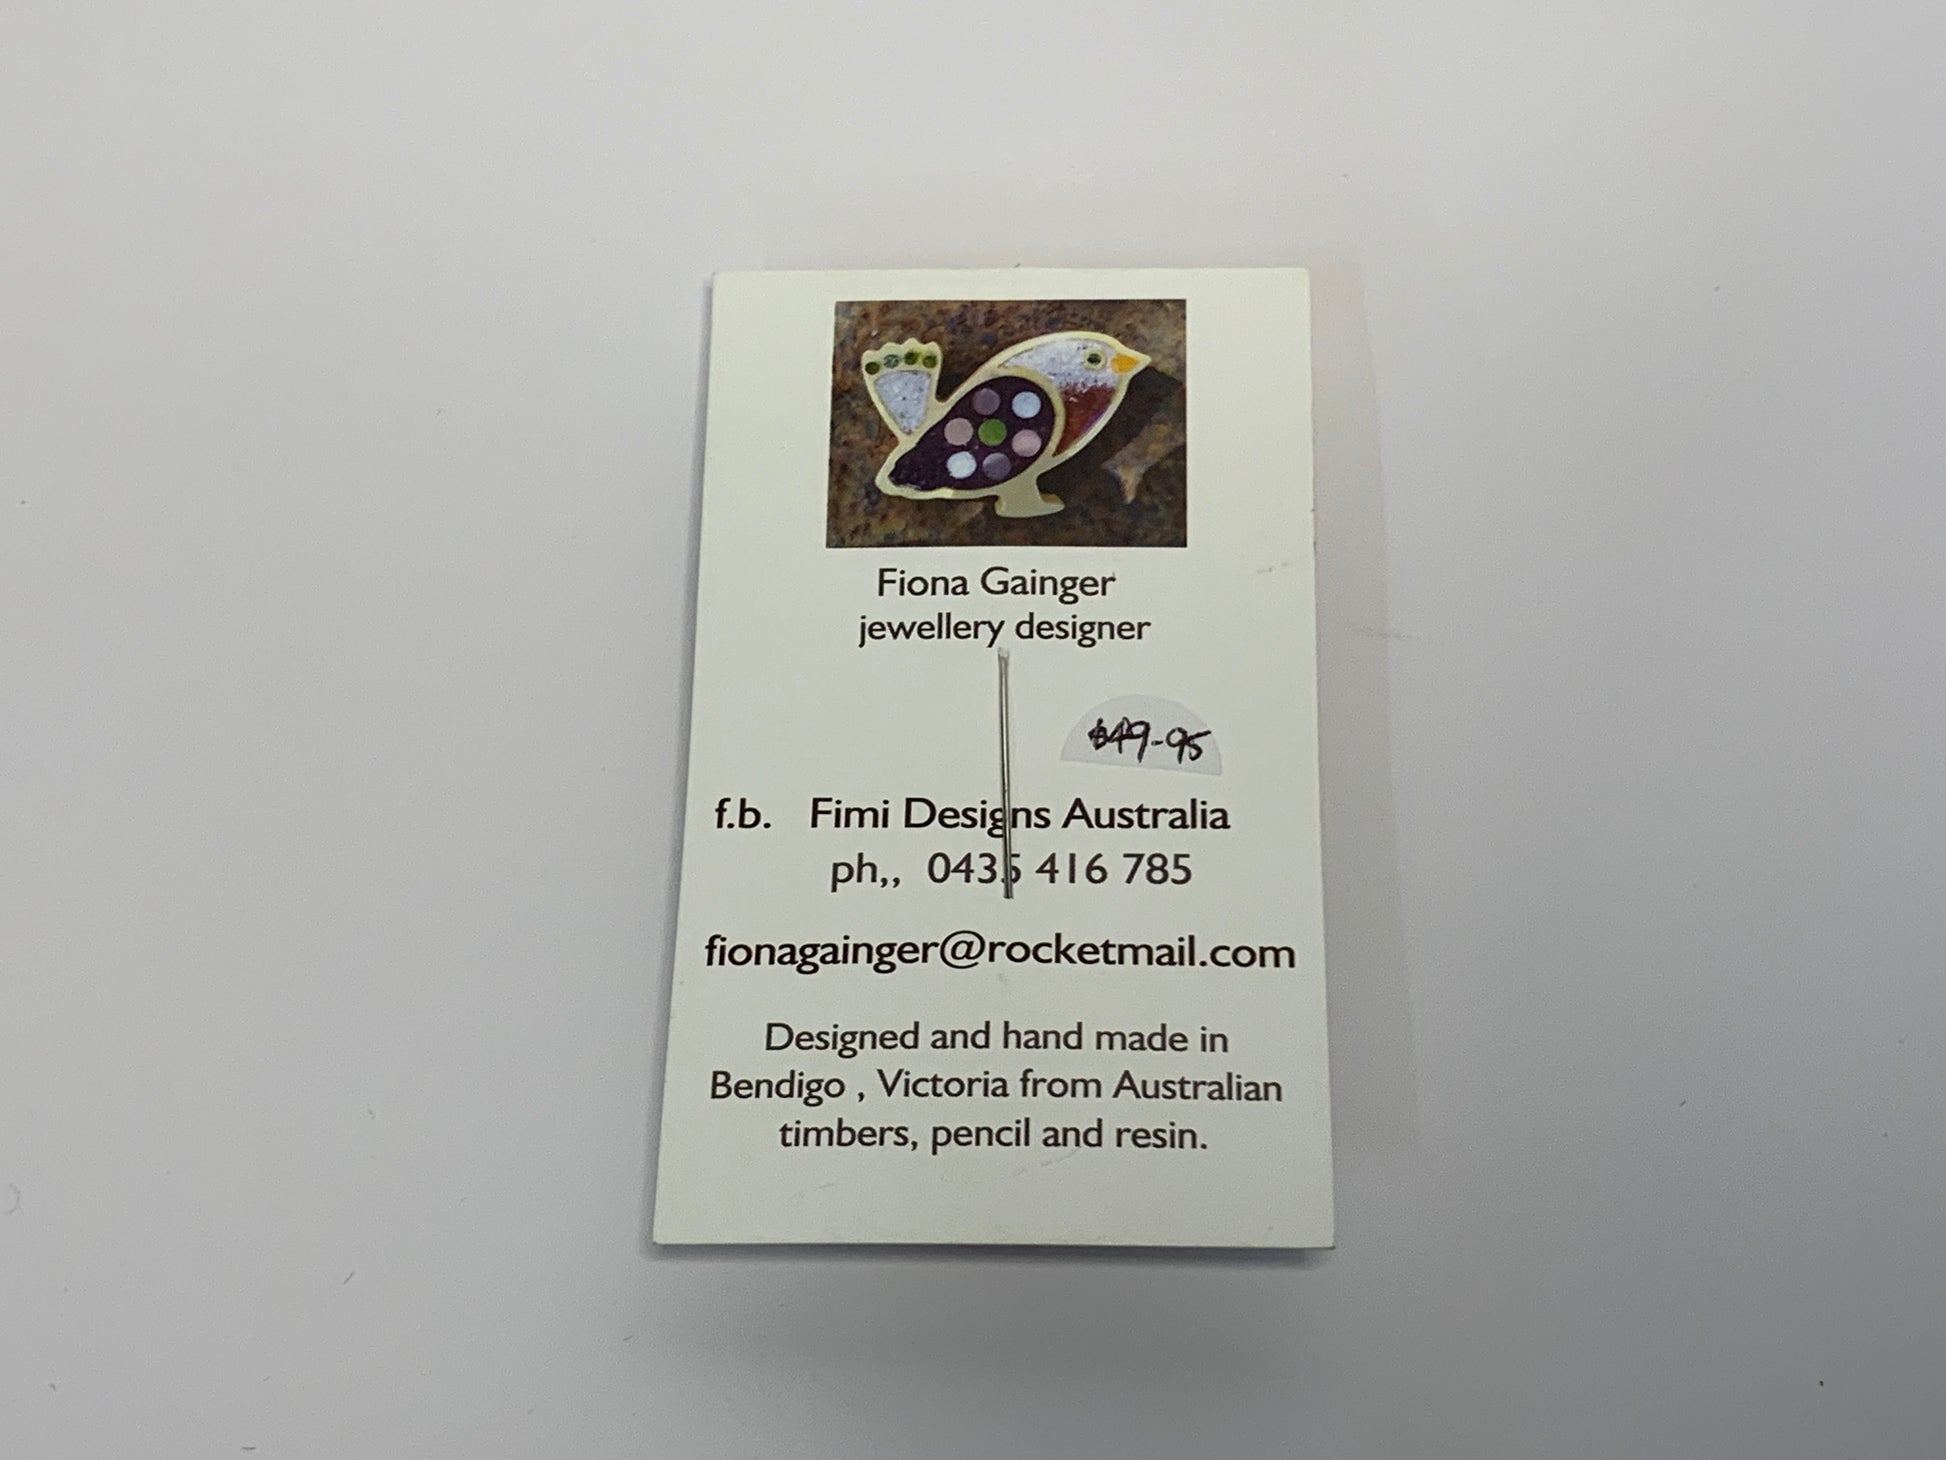 Fiona Gainger
jewellery designer
$49-95
f.b. Fimi Designs Australia
ph,, 0435 416 785
fionagainger@rocketmail.com
Designed and hand made in
Bendigo , Victoria from Australian
timbers, pencil and resin.